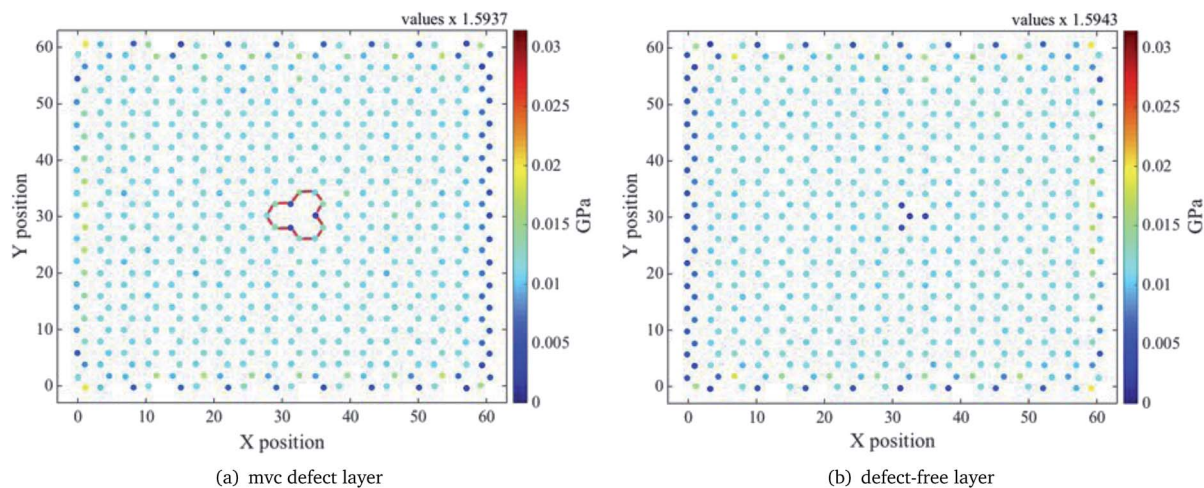 values x 1.5937
60
50
40
30
20
10
0
Y position
0 10 20 30 40 50 60
X position
0.03
0.025
0.02
0.015
0.01
0.005
0
GPa
(a) mvc defect layer
values x 1.5943
60
50
40
30
20
10
0
Y position
0 10 20 30 40 50 60
X position
0.03
0.025
0.02
0.015
0.01
0.005
0
GPa
(b) defect-free layer